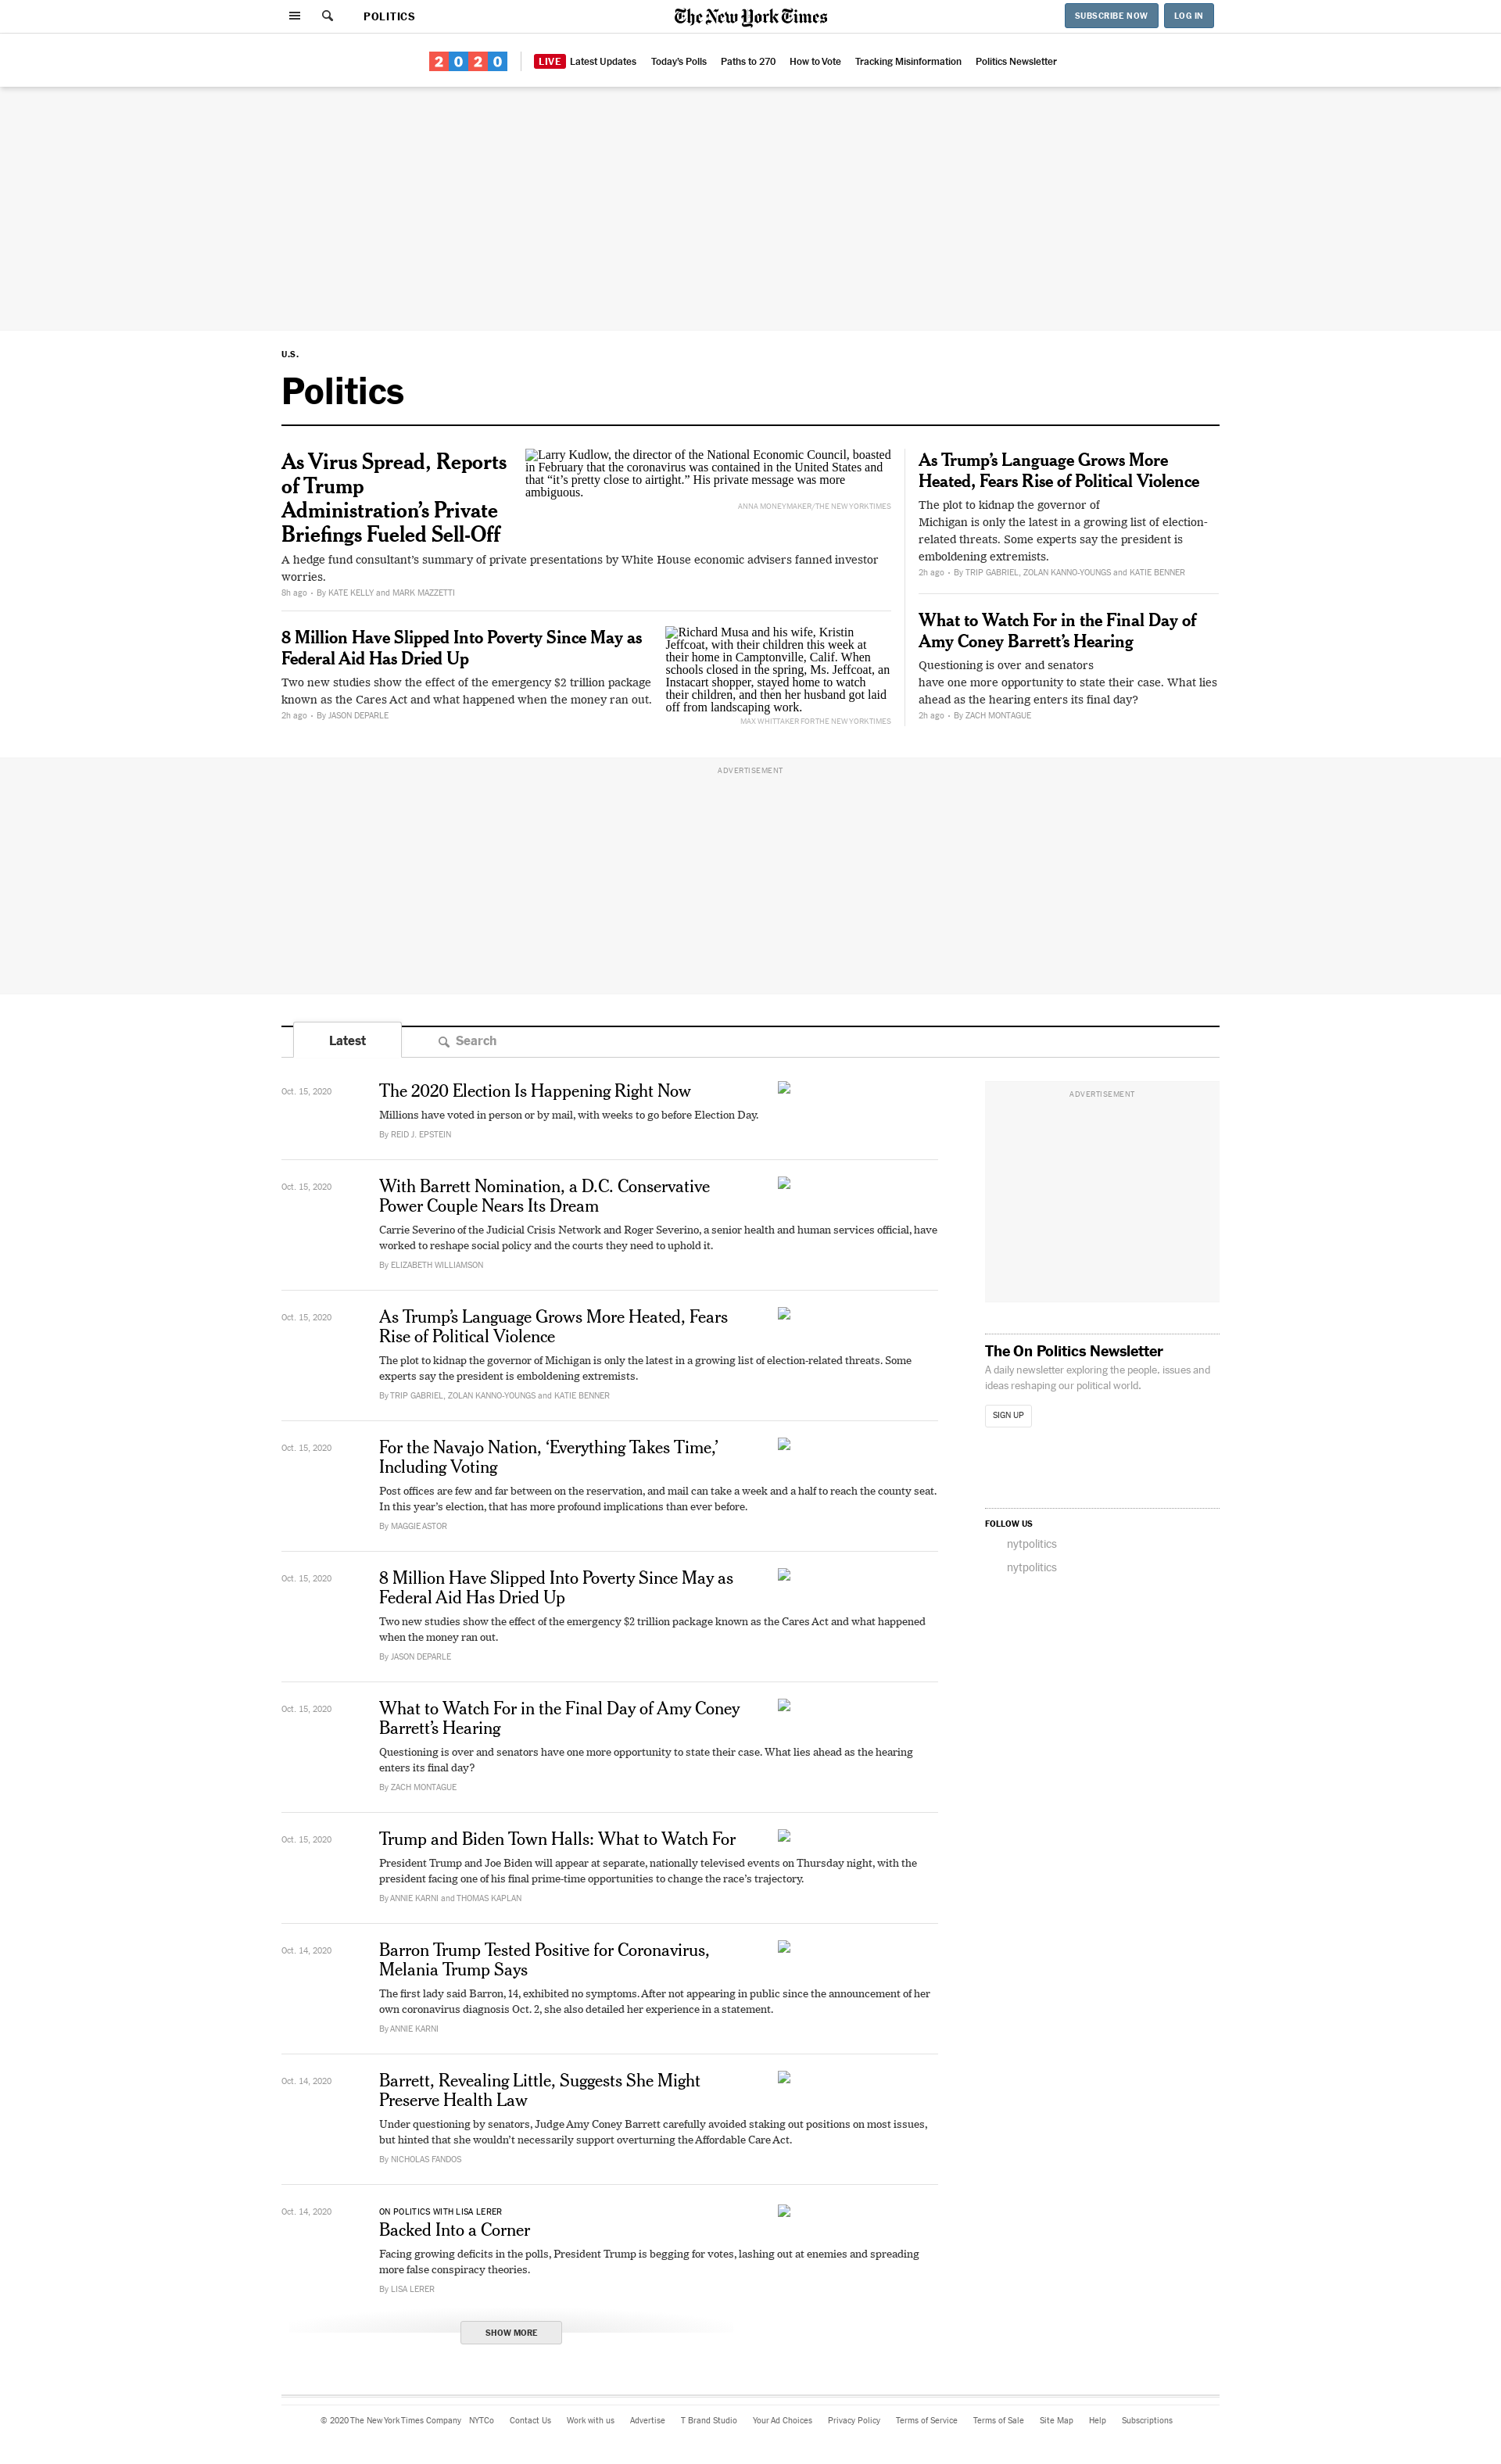 POLITICS
The New York Times
SUBSCRIBE NOW
LOG IN
2020
LIVE Latest Updates
Today's Polls
Paths to 270
How to Vote
Tracking Misinformation
Politics Newsletter
U.S.
Politics
As Virus Spread, Reports
of Trump
Administration’s Private
Briefings Fueled Sell-Off
Larry Kudlow, the director of the National Economic Council, boasted
in February that the coronavirus was contained in the United States and
that “it’s pretty close to airtight.” His private message was more
ambiguous.
ANNA MONEYMAKER/THE NEW YORK TIMES
A hedge fund consultant’s summary of private presentations by White House economic advisers fanned investor
worries.
8h ago • By KATE KELLY and MARK MAZZETTI
8 Million Have Slipped Into Poverty Since May as
Federal Aid Has Dried Up
Two new studies show the effect of the emergency $2 trillion package
known as the Cares Act and what happened when the money ran out.
2h ago • By JASON DEPARLE
Richard Musa and his wife, Kristin
Jeffcoat, with their children this week at
their home in Camptonville, Calif. When
schools closed in the spring, Ms. Jeffcoat, an
Instacart shopper, stayed home to watch
their children, and then her husband got laid
off from landscaping work.
MAX WHITTAKER FOR THE NEW YORK TIMES
As Trump’s Language Grows More
Heated, Fears Rise of Political Violence
The plot to kidnap the governor of
Michigan is only the latest in a growing list of election-
related threats. Some experts say the president is
emboldening extremists.
2h ago • By TRIP GABRIEL, ZOLAN KANNO-YOUNGS and KATIE BENNER
What to Watch For in the Final Day of
Amy Coney Barrett’s Hearing
Questioning is over and senators
have one more opportunity to state their case. What lies
ahead as the hearing enters its final day?
2h ago • By ZACH MONTAGUE
ADVERTISEMENT
Latest
Search
Oct. 15, 2020
The 2020 Election Is Happening Right Now
Millions have voted in person or by mail, with weeks to go before Election Day.
By REID J. EPSTEIN
Oct. 15, 2020
With Barrett Nomination, a D.C. Conservative
Power Couple Nears Its Dream
Carrie Severino of the Judicial Crisis Network and Roger Severino, a senior health and human services official, have
worked to reshape social policy and the courts they need to uphold it.
By ELIZABETH WILLIAMSON
Oct. 15, 2020
As Trump’s Language Grows More Heated, Fears
Rise of Political Violence
The plot to kidnap the governor of Michigan is only the latest in a growing list of election-related threats. Some
experts say the president is emboldening extremists.
By TRIP GABRIEL, ZOLAN KANNO-YOUNGS and KATIE BENNER
Oct. 15, 2020
For the Navajo Nation, ‘Everything Takes Time,’
Including Voting
Post offices are few and far between on the reservation, and mail can take a week and a half to reach the county seat.
In this year’s election, that has more profound implications than ever before.
By MAGGIE ASTOR
Oct. 15, 2020
8 Million Have Slipped Into Poverty Since May as
Federal Aid Has Dried Up
Two new studies show the effect of the emergency $2 trillion package known as the Cares Act and what happened
when the money ran out.
By JASON DEPARLE
Oct. 15, 2020
What to Watch For in the Final Day of Amy Coney
Barrett’s Hearing
Questioning is over and senators have one more opportunity to state their case. What lies ahead as the hearing
enters its final day?
By ZACH MONTAGUE
Oct. 15, 2020
Trump and Biden Town Halls: What to Watch For
President Trump and Joe Biden will appear at separate, nationally televised events on Thursday night, with the
president facing one of his final prime-time opportunities to change the race’s trajectory.
By ANNIE KARNI and THOMAS KAPLAN
Oct. 14, 2020
Barron Trump Tested Positive for Coronavirus,
Melania Trump Says
The first lady said Barron, 14, exhibited no symptoms. After not appearing in public since the announcement of her
own coronavirus diagnosis Oct. 2, she also detailed her experience in a statement.
By ANNIE KARNI
Oct. 14, 2020
Barrett, Revealing Little, Suggests She Might
Preserve Health Law
Under questioning by senators, Judge Amy Coney Barrett carefully avoided staking out positions on most issues,
but hinted that she wouldn’t necessarily support overturning the Affordable Care Act.
By NICHOLAS FANDOS
Oct. 14, 2020
ON POLITICS WITH LISA LERER
Backed Into a Corner
Facing growing deficits in the polls, President Trump is begging for votes, lashing out at enemies and spreading
more false conspiracy theories.
By LISA LERER
SHOW MORE
ADVERTISEMENT
The On Politics Newsletter
A daily newsletter exploring the people, issues and
ideas reshaping our political world.
SIGN UP
FOLLOW US
nytpolitics
nytpolitics
© 2020 The New York Times Company
NYTCo
Contact Us
Work with us
Advertise
T Brand Studio
Your Ad Choices
Privacy Policy
Terms of Service
Terms of Sale
Site Map
Help
Subscriptions